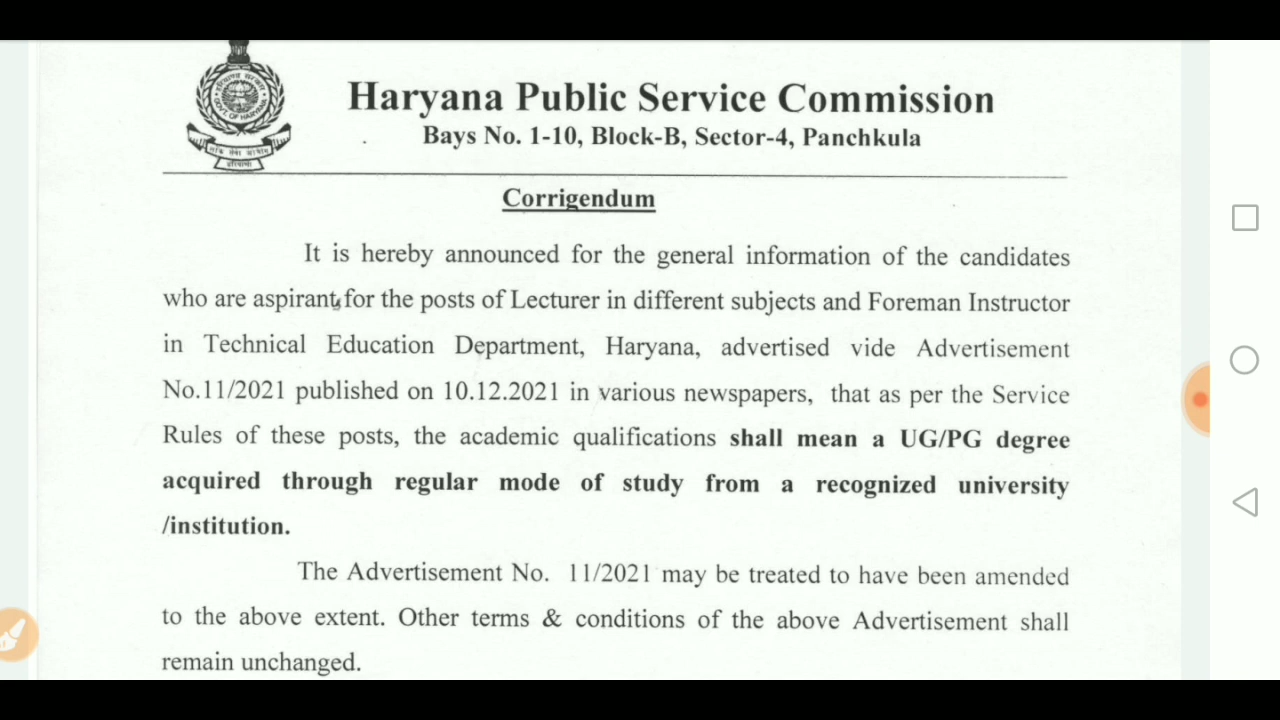 Haryana Public Service Commission
Bays No. 1-10, Block-B, Sector-4, Panchkula
Corrigendum
It is hereby announced for the general information of the candidates
who are aspirant for the posts of Lecturer in different subjects and Foreman Instructor
in Technical Education Department, Haryana, advertised vide Advertisement
No.11/2021 published on 10.12.2021 in various newspapers, that as per the Service
Rules of these posts, the academic qualifications shall mean a UG/PG degree
acquired through regular mode of study from a recognized university
/institution.
The Advertisement No. 11/2021 may be treated to have been amended
to the above extent. Other terms & conditions of the above Advertisement shall
remain unchanged.